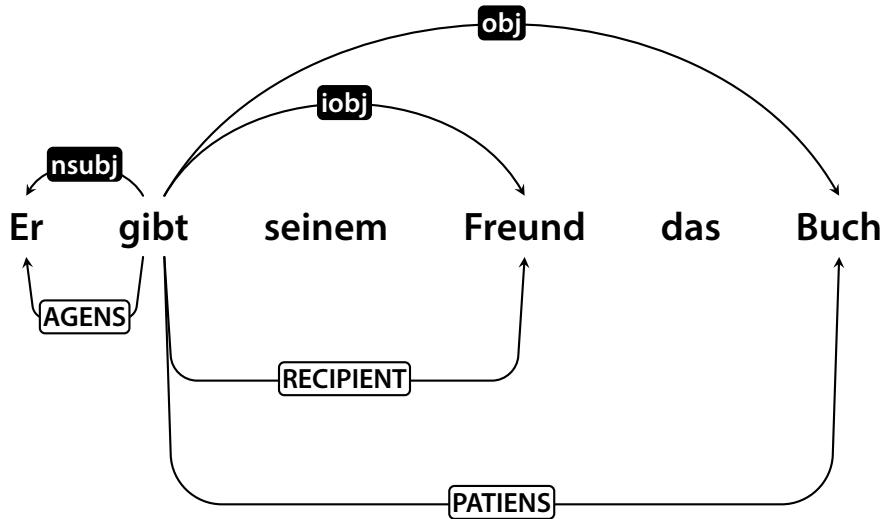 obj
iobj
nsubj
Er gibt seinem Freund das Buch
AGENS
RECIPIENT
PATIENS